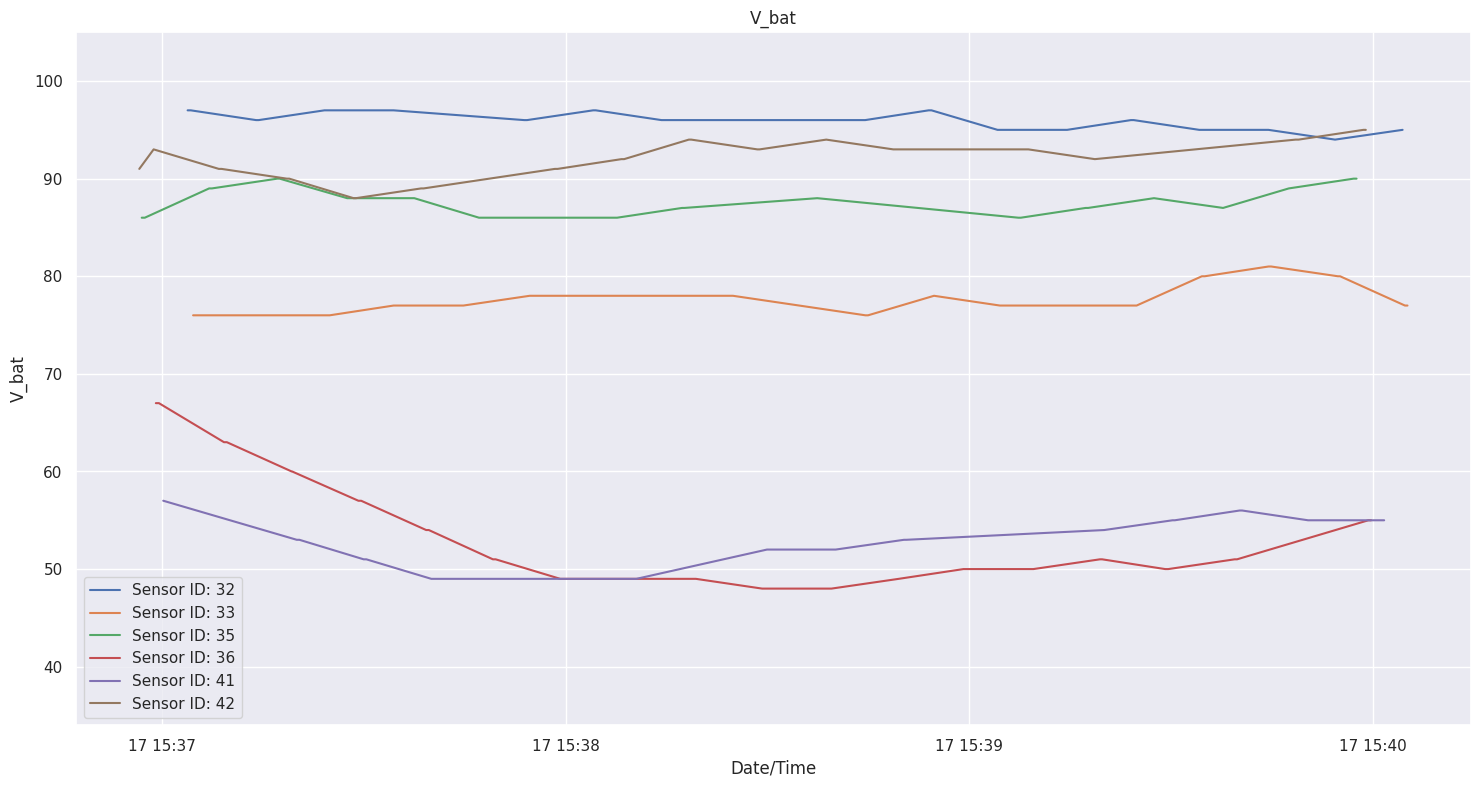 V_bat
100
90
80
70
60
50
40
V_bat
Sensor ID: 32
Sensor ID: 33
Sensor ID: 35
Sensor ID: 36
Sensor ID: 41
Sensor ID: 42
17 15:37 17 15:38 17 15:39 17 15:40
Date/Time